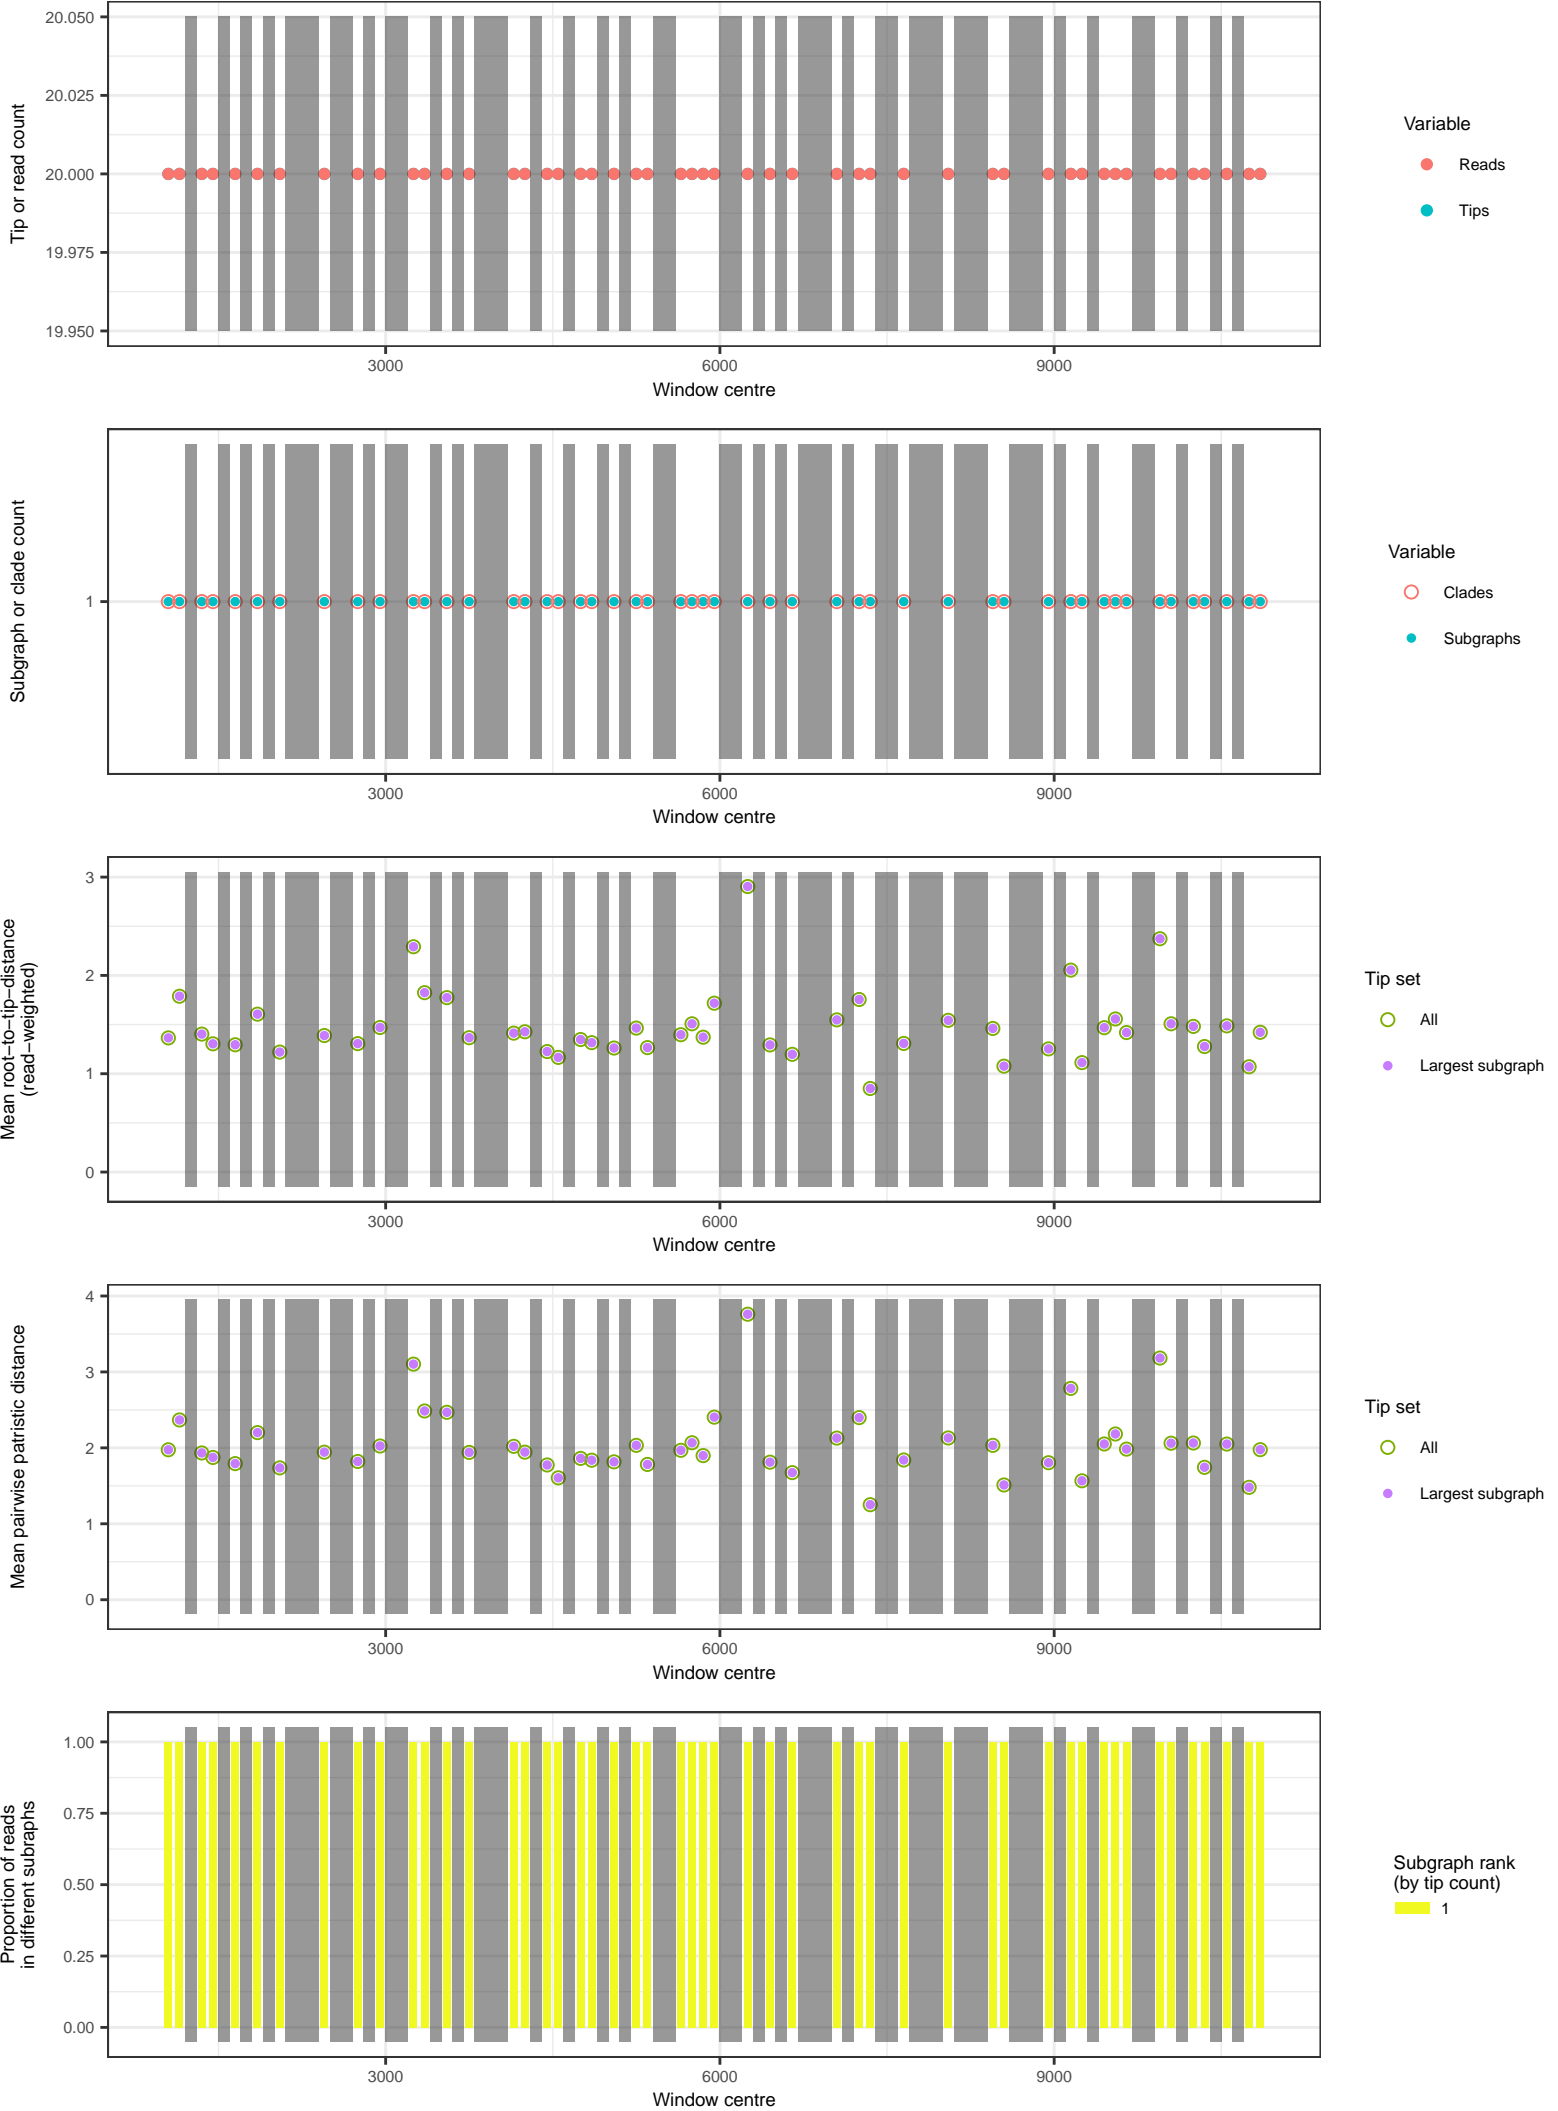 Tip or read count
20.050
20.025
20.000
19.975
19.950
3000 6000 9000
Window centre
Variable
Reads
Tips
Subgraph or clade count
1
3000 6000 9000
Window centre
Variable
Clades
Subgraphs
Mean root−to−tip−distance
(read−weighted)
3
2
1
0
3000 6000 9000
Window centre
Tip set
All
Largest subgraph
Mean pairwise patristic distance
4
3
2
1
0
3000 6000 9000
Window centre
Tip set
All
Largest subgraph
Proportion of reads
in different subraphs
1.00
0.75
0.50
0.25
0.00
3000 6000 9000
Window centre
Subgraph rank
(by tip count)
1